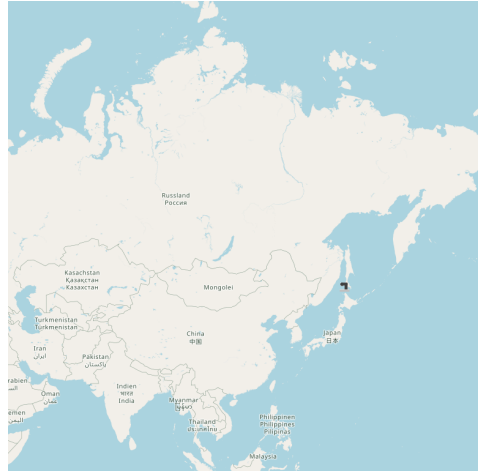 Russland
Россия
Kasachstan
Қазақстан
Казахстан
Mongolei
Turkmenistan
Türkmenistan
China
中国
Japan
日本
Iran
ایران
Pakistan
پاکستان
Indien
भारत
India
Oman
عمان
Myanmar
Thailand
ประเทศไทย
Philippinen
Philippines
Pilipinas
Malaysia